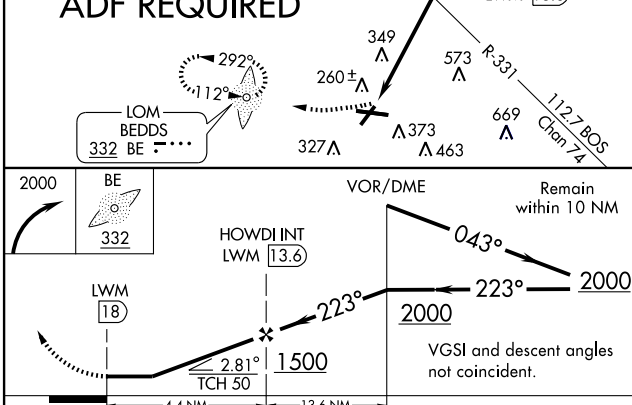 ADF REQUIRED
349
573
R-331
292°
260±
112°
112.7 BOS
Chan 74
LOM
BEDDS
332 BE
669
373
327
463
2000
BE
332
VOR/DME
Remain
within 10 NM
HOWDI INT
LWM 13.6
043°
2000
LWM
18
223°
223°
2000
2.81°
TCH 50
1500
VGSI and descent angles
not coincident.
4.4 NM
13.6 NM